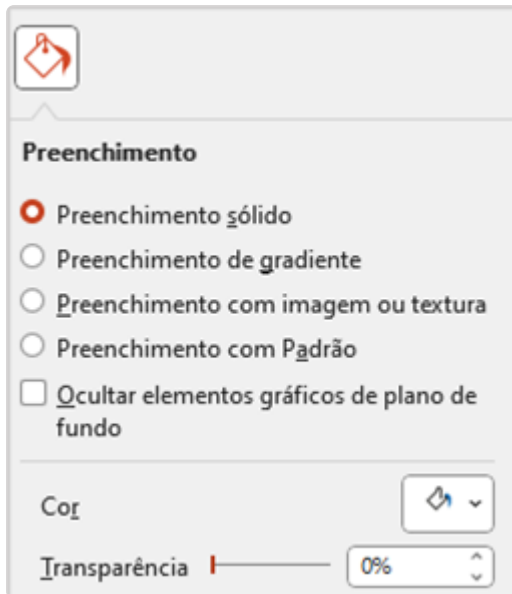 Preenchimento
Preenchimento sólido
Preenchimento de gradiente
Preenchimento com imagem ou textura
Preenchimento com Padrão
Ocultar elementos gráficos de plano de
fundo
Cor
Transparência 0%